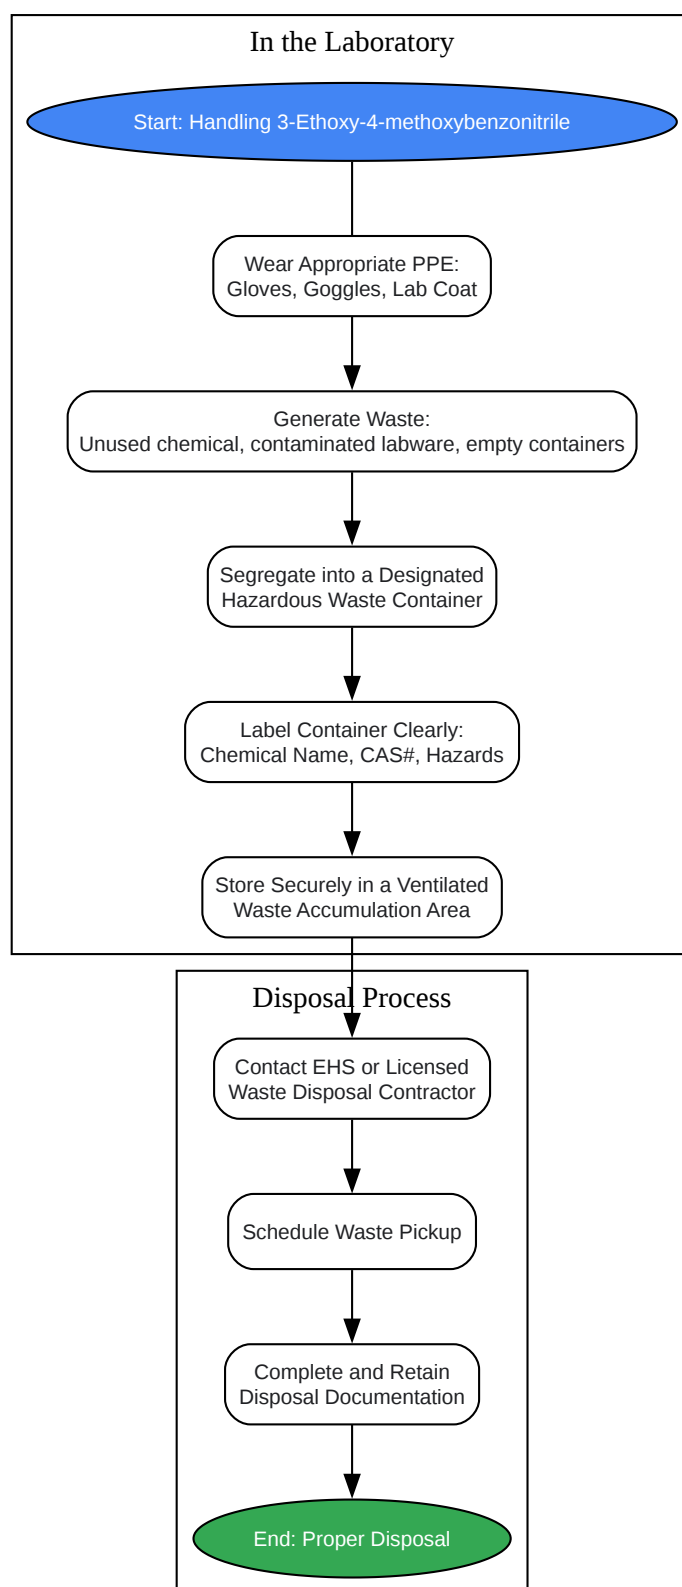 In the Laboratory
Start: Handling 3-Ethoxy-4-methoxybenzonitrile
Wear Appropriate PPE:
Gloves, Goggles, Lab Coat
Generate Waste:
Unused chemical, contaminated labware, empty containers
Segregate into a Designated
Hazardous Waste Container
Label Container Clearly:
Chemical Name, CAS#, Hazards
Store Securely in a Ventilated
Waste Accumulation Area
Disposal Process
Contact EHS or Licensed
Waste Disposal Contractor
Schedule Waste Pickup
Complete and Retain
Disposal Documentation
End: Proper Disposal